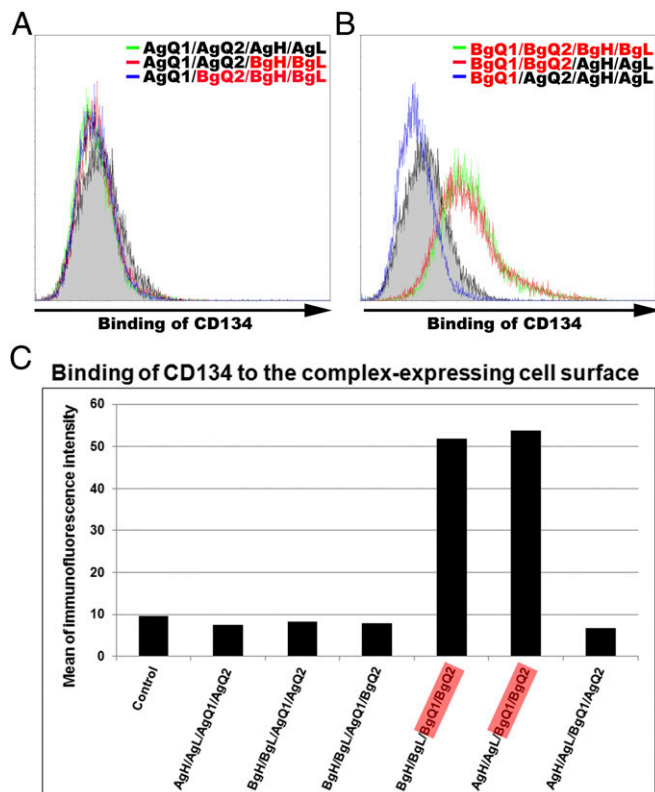 A
AgQ1/AgQ2/AgH/AgL
AgQ1/AgQ2/BgH/BgL
AgQ1/BgQ2/BgH/BgL
Binding of CD134
B
BgQ1/BgQ2/BgH/BgL
BgQ1/BgQ2/AgH/AgL
BgQ1/AgQ2/AgH/AgL
Binding of CD134
C
Binding of CD134 to the complex-expressing cell surface
Mean of immunofluorescence intensity
60
50
40
30
20
10
0
Control
AgH/AgL/AgQ1/AgQ2
BgH/BgL/AgQ1/AgQ2
BgH/BgL/AgQ1/BgQ2
BgH/BgL/BgQ1/BgQ2
AgH/AgL/BgQ1/BgQ2
AgH/AgL/BgQ1/AgQ2